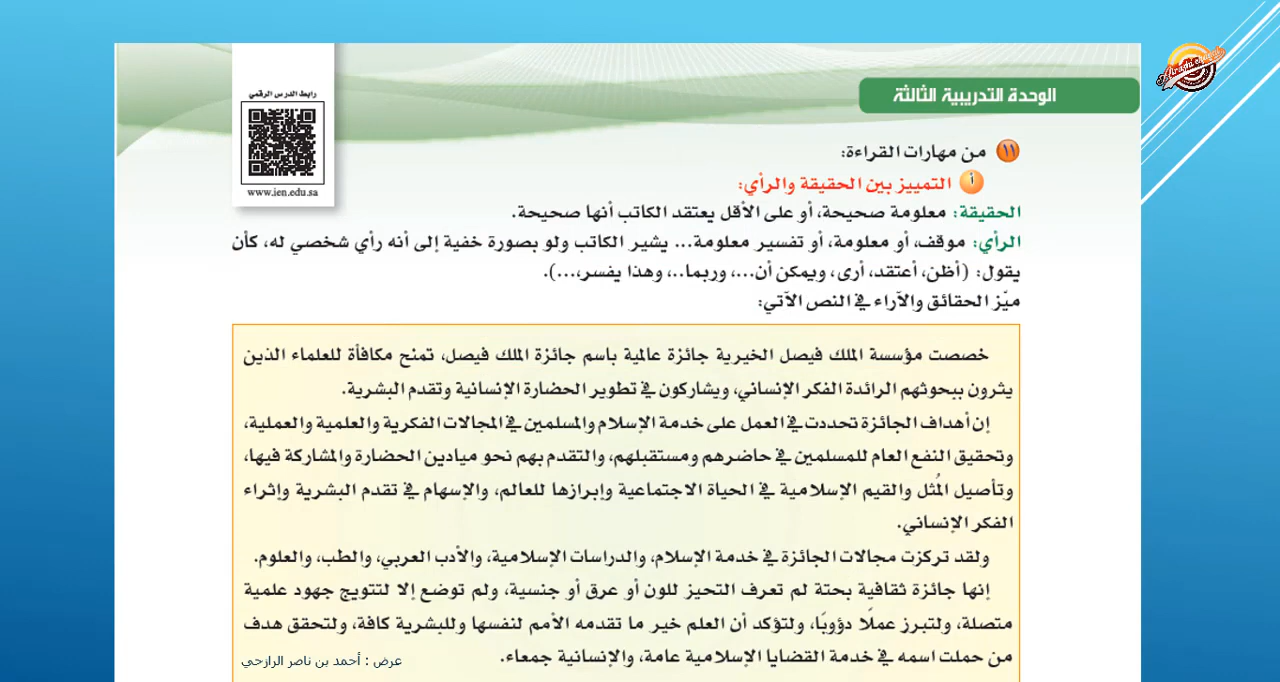 الوحدة التدريبية الثالثة
رابط الدرس الرقمي
www.ien.edu.sa
١١ من مهارات القراءة:
أ التمييز بين الحقيقة والرأي:
الحقيقة: معلومة صحيحة، أو على الأقل يعتقد الكاتب أنها صحيحة.
الرأي: موقف، أو معلومة، أو تفسير معلومة... يشير الكاتب ولو بصورة خفية إلى أنه رأي شخصي له، كأن
يقول: (أظن، أعتقد، أرى، ويمكن أن...، وربما..، وهذا يفسر،...).
ميّز الحقائق والآراء في النص الآتي:
خصصت مؤسسة الملك فيصل الخيرية جائزة عالمية باسم جائزة الملك فيصل، تمنح مكافأة للعلماء الذين
يثرون ببحوثهم الرائدة الفكر الإنساني، ويشاركون في تطوير الحضارة الإنسانية وتقدم البشرية.
إن أهداف الجائزة تحددت في العمل على خدمة الإسلام والمسلمين في المجالات الفكرية والعلمية والعملية،
وتحقيق النفع العام للمسلمين في حاضرهم ومستقبلهم، والتقدم بهم نحو ميادين الحضارة والمشاركة فيها،
وتأصيل المُثل والقيم الإسلامية في الحياة الاجتماعية وإبرازها للعالم، والإسهام في تقدم البشرية وإثراء
الفكر الإنساني.
ولقد تركزت مجالات الجائزة في خدمة الإسلام، والدراسات الإسلامية، والأدب العربي، والطب، والعلوم.
إنها جائزة ثقافية بحتة لم تعرف التحيز للون أو عرق أو جنسية، ولم توضع إلا لتتويج جهود علمية
متصلة، ولتبرز عملًا دؤوبًا، ولتؤكد أن العلم خير ما تقدمه الأمم لنفسها وللبشرية كافة، ولتحقق هدف
من حملت اسمه في خدمة القضايا الإسلامية عامة، والإنسانية جمعاء.
عرض : أحمد بن ناصر الرازحي